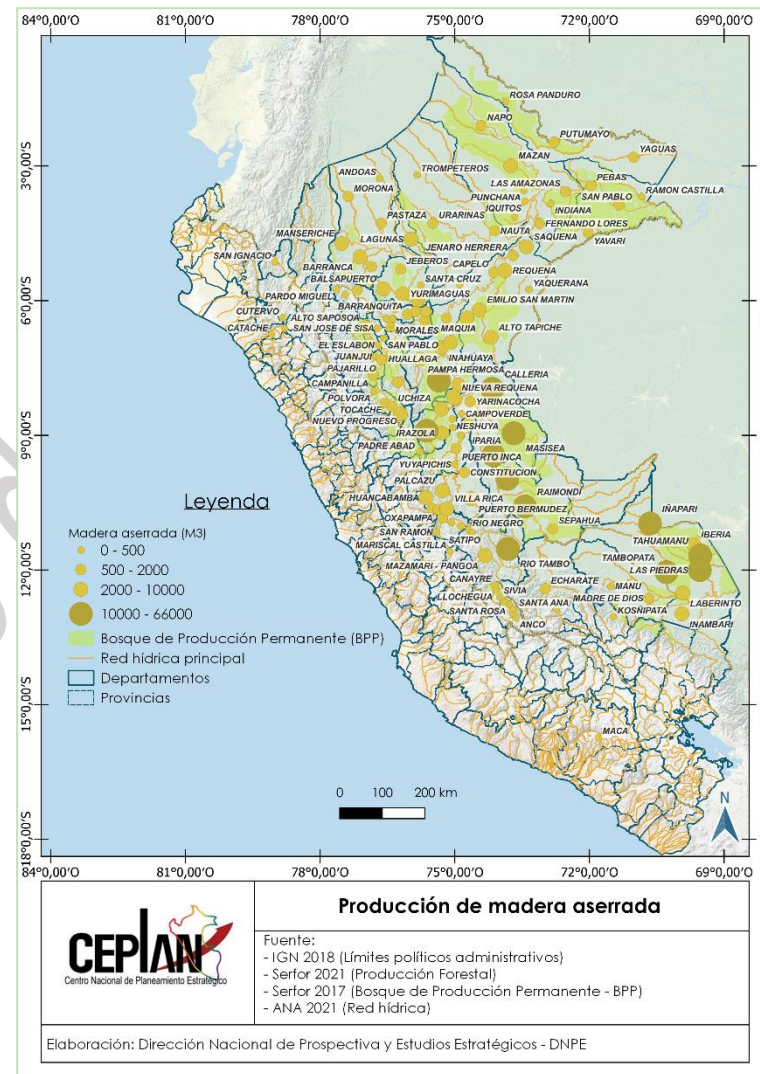 84°0,00'O 81°0,00'O 78°0,00'O 75°0,00'O 72°0,00'O 69°0,00'O
ROSA PANDURO
NAPO
PUTUMAYO
YAGUAS
MAZAN
3°0,00'S
ANDOAS
TROMPETEROS
LAS AMAZONAS
PEBAS
RAMON CASTILLA
MORONA
PUNCHANA
SAN PABLO
IQUITOS
INDIANA
PASTAZA
URARINAS
FERNANDO LORES
NAUTA
MANSERICHE
LAGUNAS
JENARO HERRERA
SAQUENA
YAVARI
SAN IGNACIO
BARRANCA
JEBEROS
CAPELO
REQUENA
BALSAPUERTO
SANTA CRUZ
YAQUERANA
PARDO MIGUEL
YURIMAGUAS
6°0,00'S
EMILIO SAN MARTIN
CUTERVO
BARRANQUITA
ALTO SAPOSOA
CATACHE
SAN JOSE DE SISA
MORALES
MAQUIA
ALTO TAPICHE
EL ESLABON
SAN PABLO
JUANJUI
HUALLAGA
INAHUAYA
PAJARILLO
PAMPA HERMOSA
CALLERIA
CAMPANILLA
NUEVA REQUENA
POLVORA
UCHIZA
YARINACOCHA
TOCACHE
CAMPOVERDE
NUEVO PROGRESO
NESHUYA
9°0,00'S
IRAZOLA
IPARIA
PADRE ABAD
MASISEA
PUERTO INCA
YUYAPICHIS
CONSTITUCION
PALCAZU
RAIMONDI
HUANCABAMBA
VILLA RICA
IÑAPARI
PUERTO BERMUDEZ
OXAPAMPA
RIO NEGRO
SEPAHUA
IBERIA
SAN RAMON
TAHUAMANU
MARISCAL CASTILLA
SATIPO
TAMBOPATA
12°0,00'S
MAZAMARI - PANGOA
RIO TAMBO
LAS PIEDRAS
CANAYRE
ECHARATE
MANU
LLOCHEGUA
SIVIA
MADRE DE DIOS
LABERINTO
SANTA ROSA
SANTA ANA
KOSÑIPATA
ANCO
INAMBARI
15°0,00'S
MACA
18°0,00'S
Leyenda
Madera aserrada (M3)
0 - 500
500 - 2000
2000 - 10000
10000 - 66000
Bosque de Producción Permanente (BPP)
Red hídrica principal
Departamentos
Provincias
0 100 200 km
N
84°0,00'O 81°0,00'O 78°0,00'O 75°0,00'O 72°0,00'O 69°0,00'O
CEPLAN
Centro Nacional de Planeamiento Estratégico
Producción de madera aserrada
Fuente:
- IGN 2018 (Límites políticos administrativos)
- Serfor 2021 (Producción Forestal)
- Serfor 2017 (Bosque de Producción Permanente - BPP)
- ANA 2021 (Red hídrica)
Elaboración: Dirección Nacional de Prospectiva y Estudios Estratégicos - DNPE